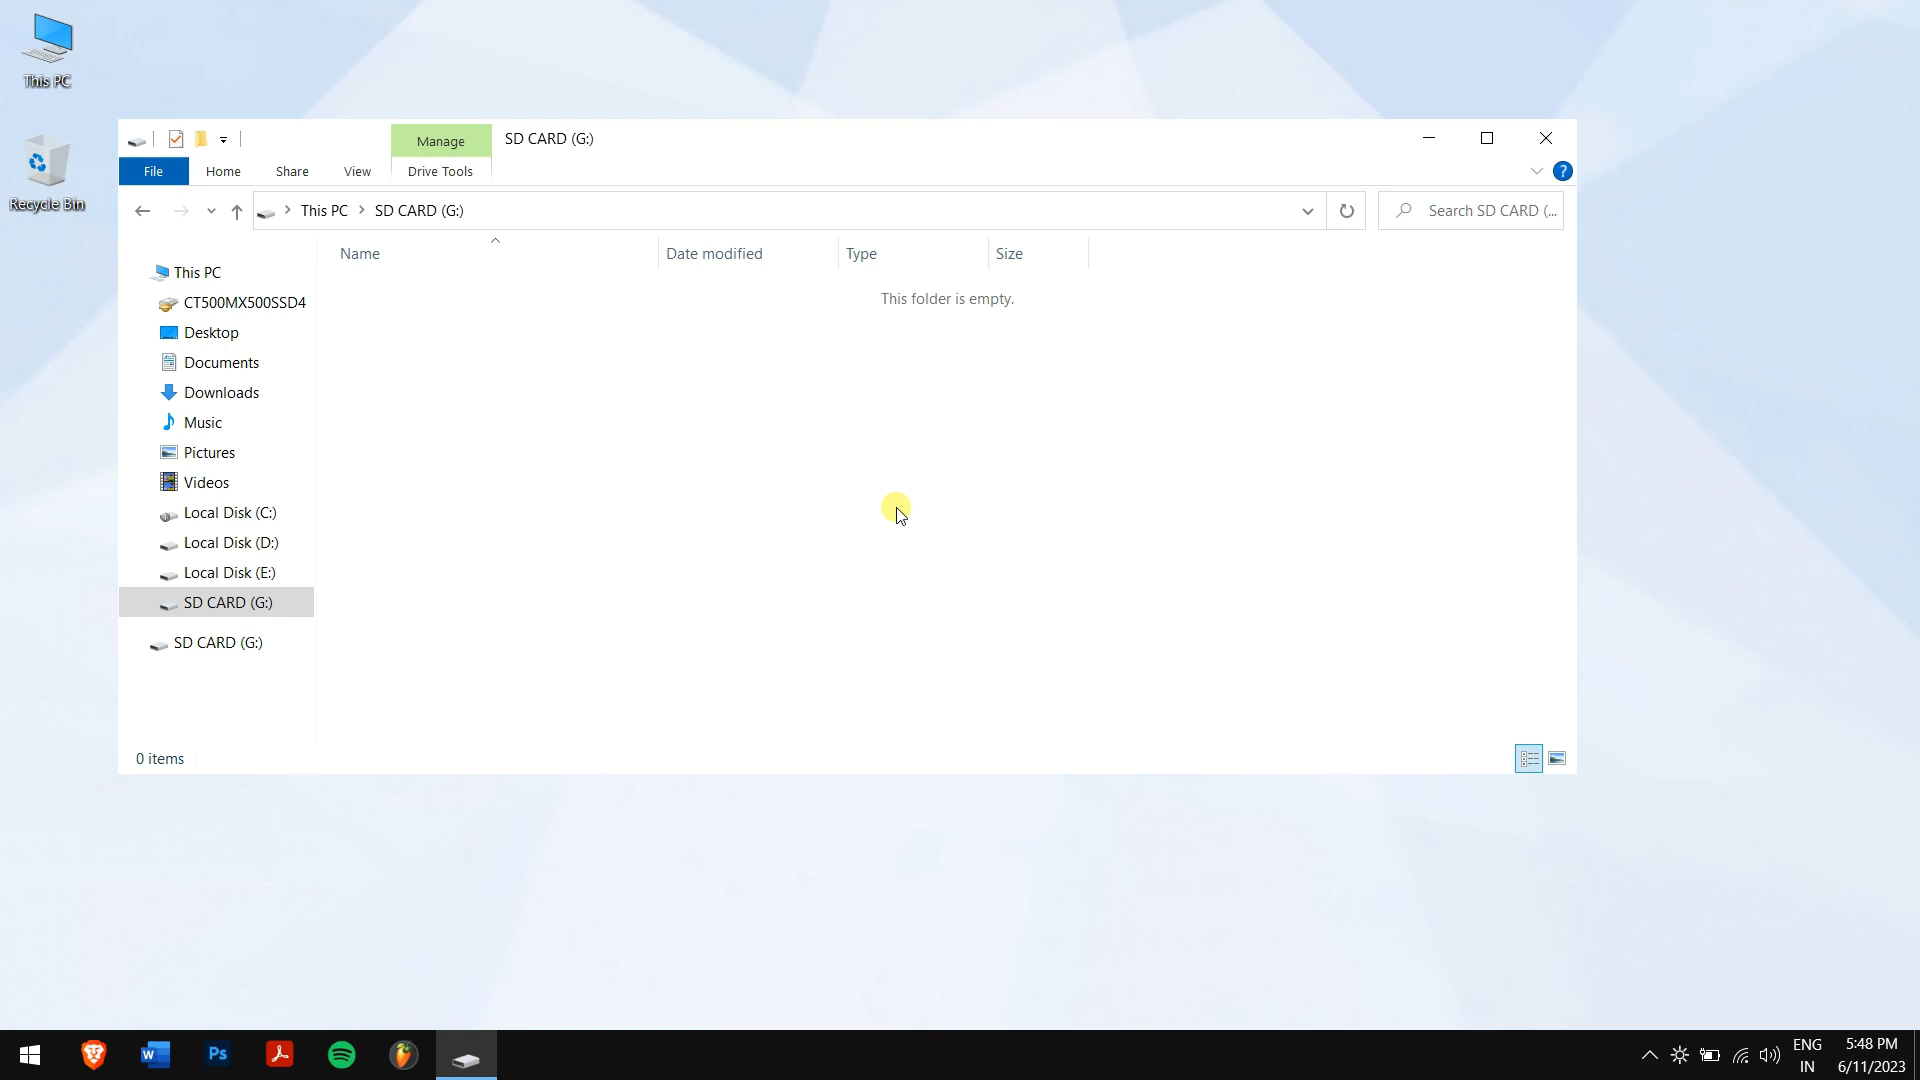 This PC
Recycle Bin
Manage
SD CARD (G:)
File
Home
Share
View
Drive Tools
?
This PC
SD CARD (G:)
Search SD CARD (...
Name
Date modified
Type
Size
This folder is empty.
This PC
CT500MX500SSD4
Desktop
Documents
Downloads
Music
Pictures
Videos
Local Disk (C:)
Local Disk (D:)
Local Disk (E:)
SD CARD (G:)
SD CARD (G:)
0 items
W
Ps
ENG
IN
5:48 PM
6/11/2023